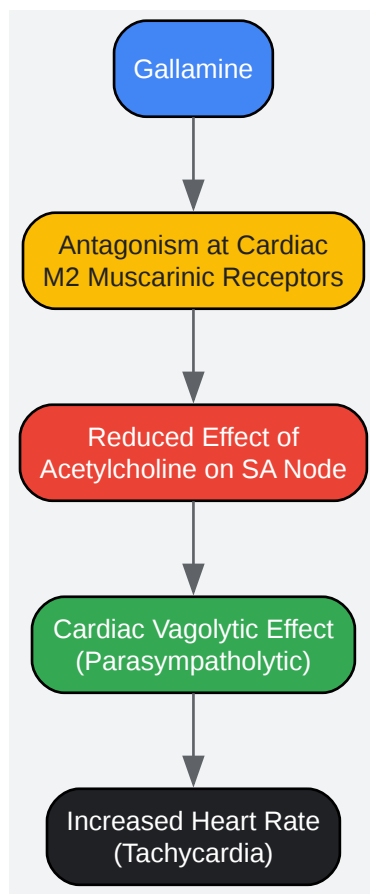 Gallamine
Antagonism at Cardiac
M2 Muscarinic Receptors
Reduced Effect of
Acetylcholine on SA Node
Cardiac Vagolytic Effect
(Parasympatholytic)
Increased Heart Rate
(Tachycardia)